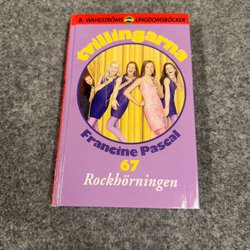 B. WAHLSTRÖMS UNGDOMSBÖCKER
tvillingarna
Francine Pascal
67
Rockhörningen